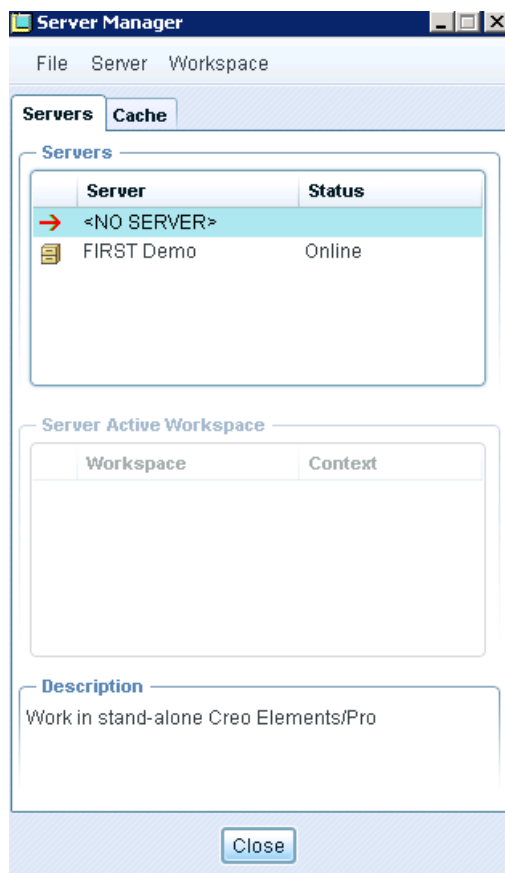 Server Manager
File Server Workspace
Servers Cache
Servers
Server Status
<NO SERVER>
FIRST Demo Online
Server Active Workspace
Workspace Context
Description
Work in stand-alone Creo Elements/Pro
Close